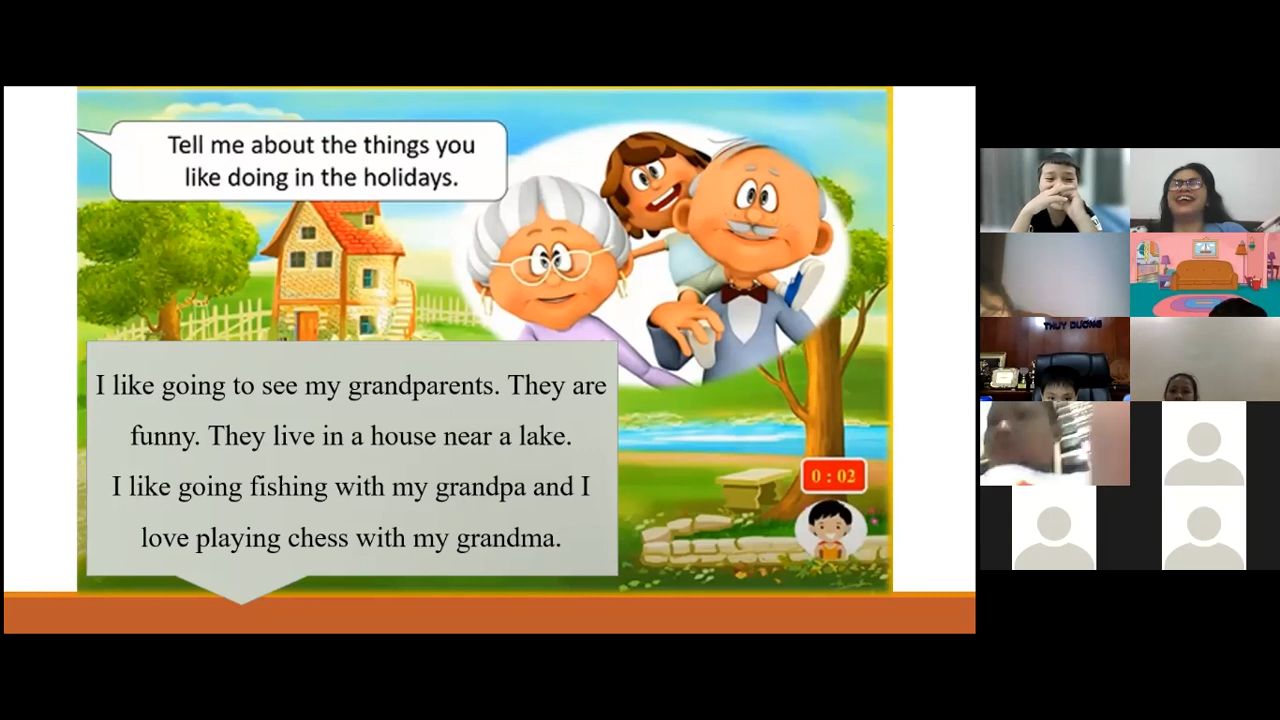 Tell me about the things you
like doing in the holidays.
I like going to see my grandparents. They are
funny. They live in a house near a lake.
I like going fishing with my grandpa and I
love playing chess with my grandma.
0 : 02
THUY DUONG